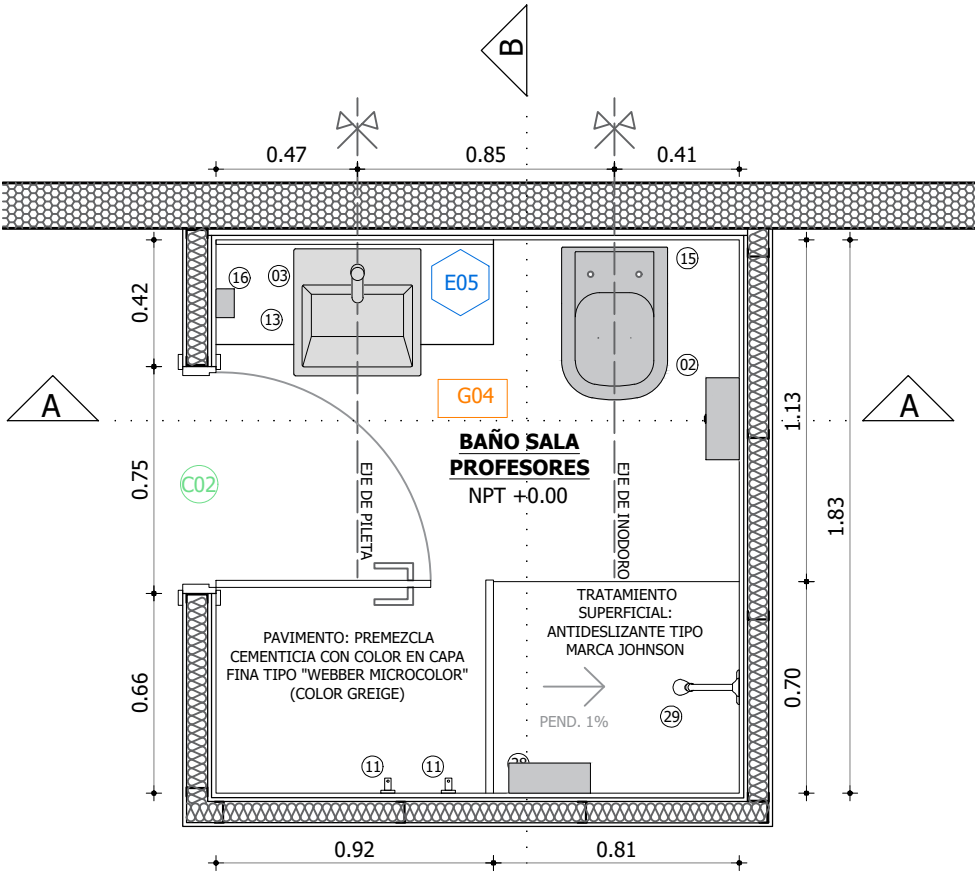 B
0.47
0.85
0.41
16
03
E05
15
13
0.42
02
G04
A
A
1.13
BAÑO SALA
PROFESORES
NPT +0.00
0.75
C02
EJE DE PILETA
EJE DE INODORO
1.83
TRATAMIENTO
SUPERFICIAL:
ANTIDESLIZANTE TIPO
MARCA JOHNSON
PAVIMENTO: PREMEZCLA
CEMENTICIA CON COLOR EN CAPA
FINA TIPO "WEBBER MICROCOLOR"
(COLOR GREIGE)
0.66
0.70
29
PEND. 1%
11
11
0.92
0.81